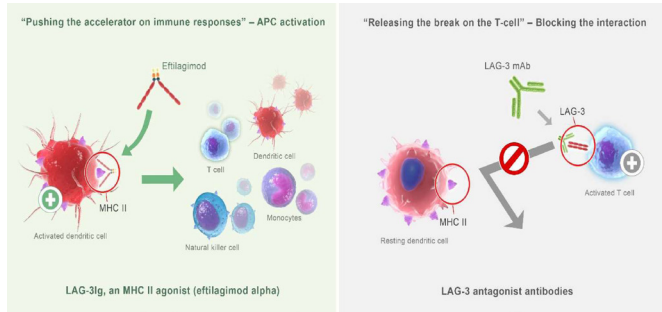 “Pushing the accelerator on immune responses” – APC activation
Eftilagimod
T cell
Dendritic cell
MHC II
Monocytes
Activated dendritic cell
Natural killer cell
LAG-3Ig, an MHC II agonist (eftilagimod alpha)
“Releasing the break on the T-cell” – Blocking the interaction
LAG-3 mAb
LAG-3
Activated T cell
MHC II
Resting dendritic cell
LAG-3 antagonist antibodies